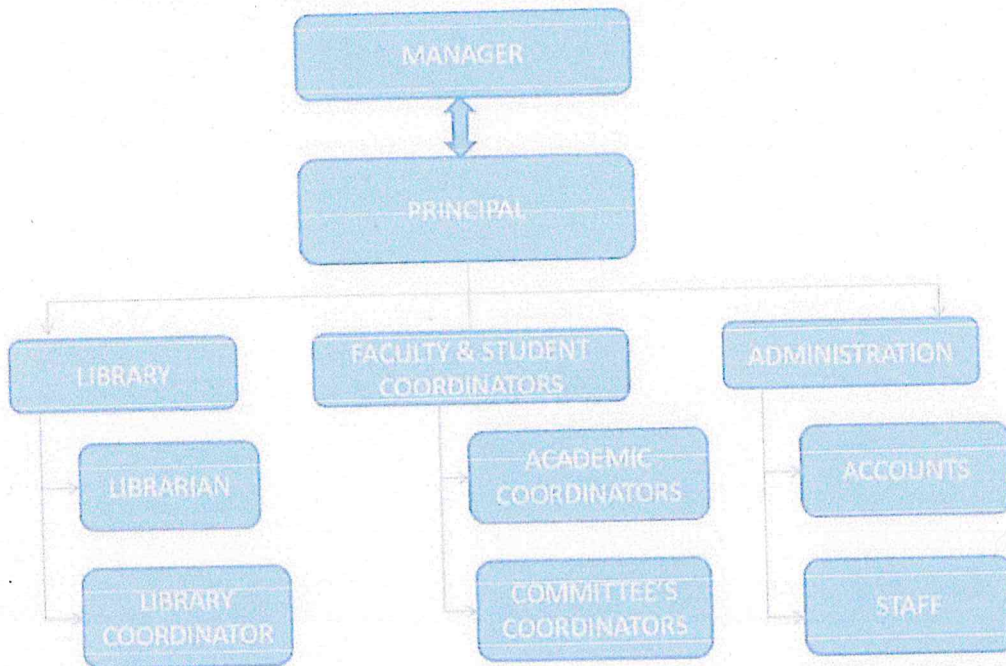 MANAGER
PRINCIPAL
LIBRARY
FACULTY & STUDENT
COORDINATORS
ADMINISTRATION
LIBRARIAN
ACADEMIC
COORDINATORS
ACCOUNTS
LIBRARY
COORDINATOR
COMMITTEE'S
COORDINATORS
STAFF